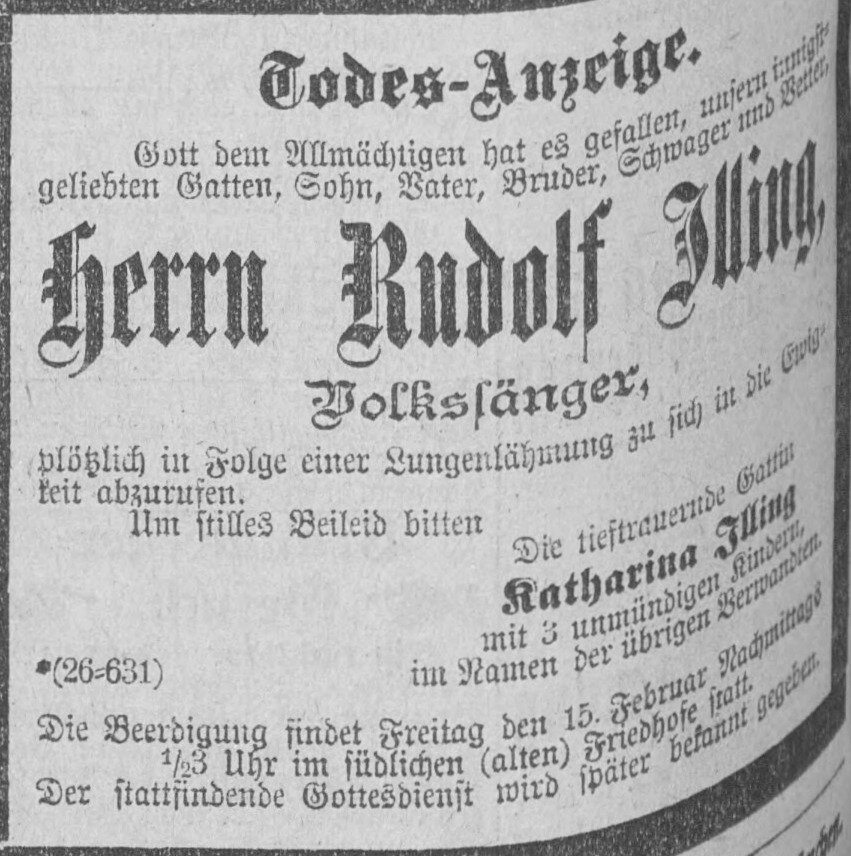 Todes-Anzeige.
Gott dem Allmächtigen hat es gefallen, unsern innigst-
geliebten Gatten, Sohn, Vater, Bruder, Schwager und Vetter,
Herrn Rudolf Illing,
Volkssänger,
plötzlich in Folge einer Lungenlähmung zu sich in die Ewig-
keit abzurufen.
Um stilles Beileid bitten
Die tieftrauernde Gattin
Katharina Illing
mit 3 unmündigen Kindern,
im Namen der übrigen Verwandten.
*(26-631)
Die Beerdigung findet Freitag den 15. Februar Nachmittags
1/23 Uhr im südlichen (alten) Friedhofe statt.
Der stattfindende Gottesdienst wird später bekannt gegeben.